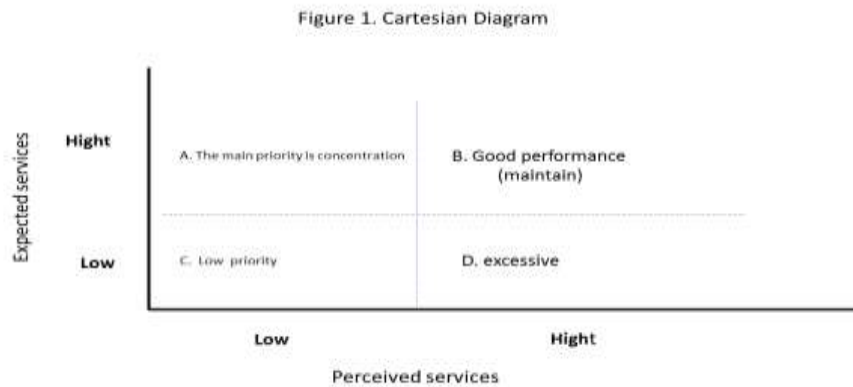 Figure 1. Cartesian Diagram
Expected services
Hight
A. The main priority is concentration
B. Good performance
(maintain)
Low
C. Low priority
D. excessive
Low
Hight
Perceived services